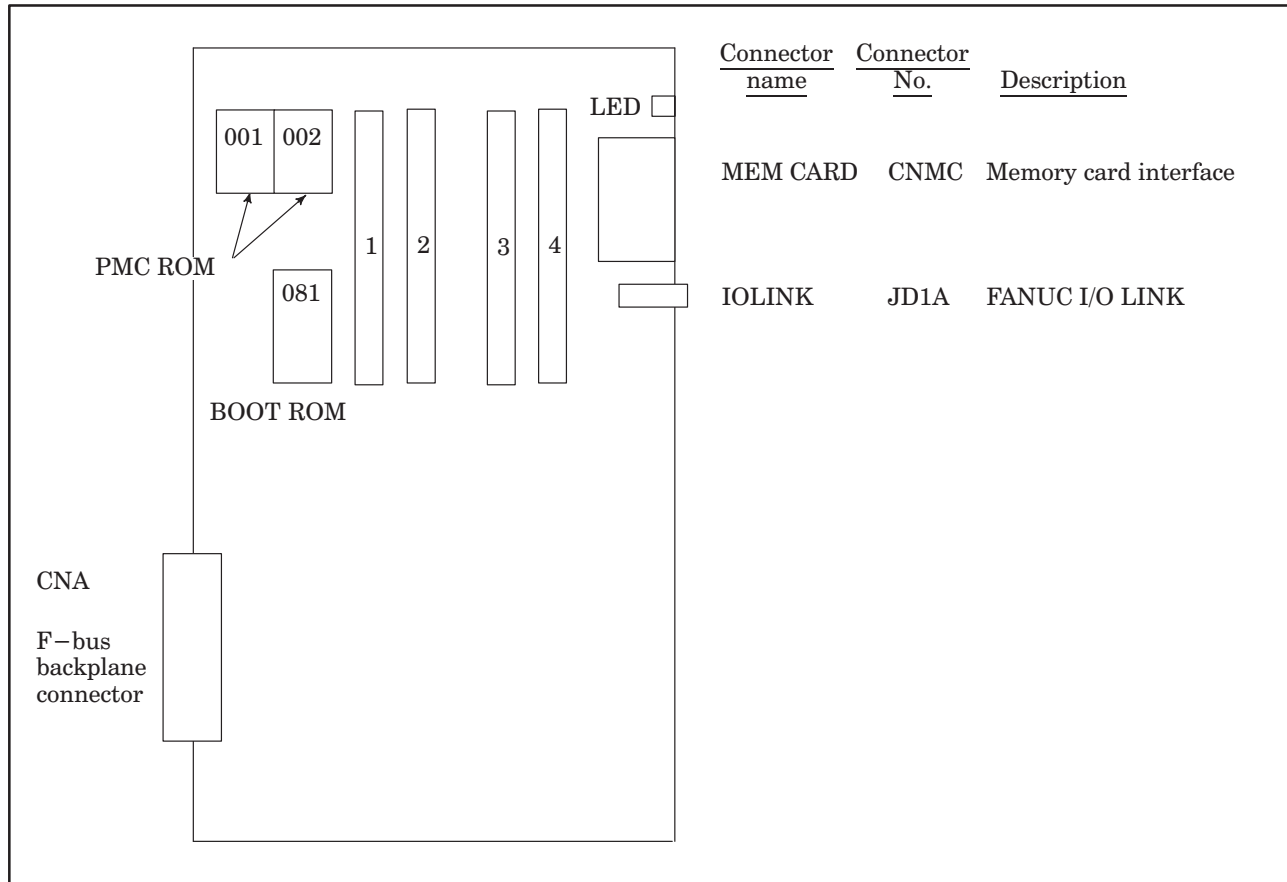 Connector name Connector No. Description
LED
001 002
MEM CARD CNMC Memory card interface
1 2 3 4
PMC ROM
081
IOLINK JD1A FANUC I/O LINK
BOOT ROM
CNA
F−bus
backplane
connector